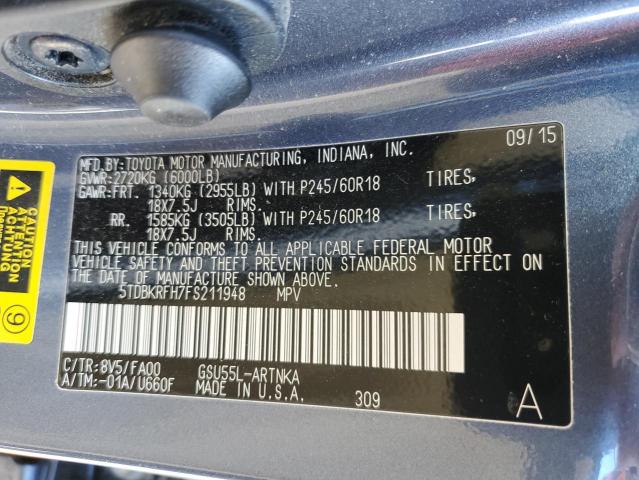 MFD.BY:TOYOTA MOTOR MANUFACTURING, INDIANA, INC. 09/15
GVWR:2720KG (6000LB)
GAWR:FRT. 1340KG (2955LB) WITH P245/60R18 TIRES,
18X7.5J RIMS.
RR. 1585KG (3505LB) WITH P245/60R18 TIRES,
18X7.5J RIMS.
THIS VEHICLE CONFORMS TO ALL APPLICABLE FEDERAL MOTOR
VEHICLE SAFETY AND THEFT PREVENTION STANDARDS IN EFFECT ON
THE DATE OF MANUFACTURE SHOWN ABOVE.
5TDBKRFH7FS211948 MPV
C/TR:8V5/FA00 GSU55L-ARTNKA
A/TM:-01A/U660F MADE IN U.S.A. 309 A
CAUTION
ATTENTION
ACHTUNG
9